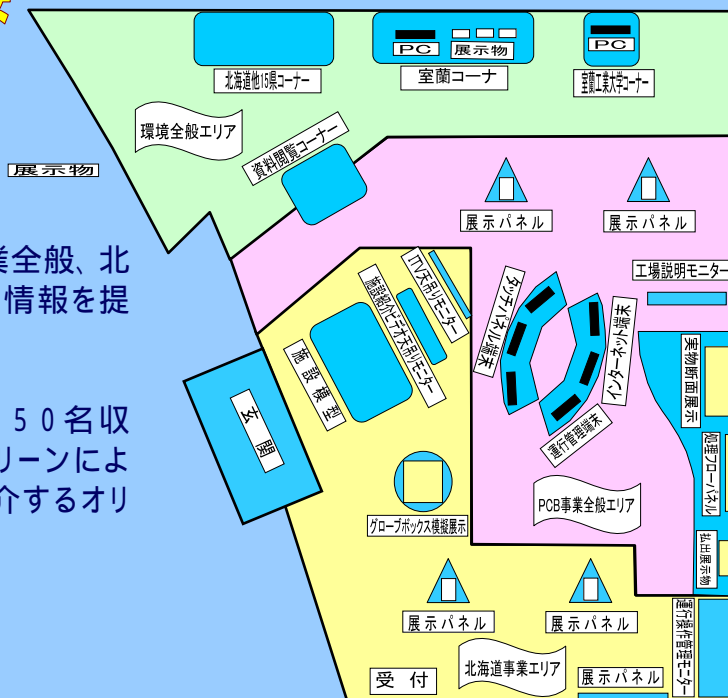 PC
展示物
PC
北海道他15県コーナー
室蘭コーナ
室蘭工業大学コーナー
環境全般エリア
資料閲覧コーナー
展示物
展示パネル
展示パネル
業全般、北
情報を提
工場説明モニター
ITV天吊りモニター
施設紹介ビデオ天吊りモニター
タッチパネル端末
インターネット端末
運行管理端末
施設模型
実物断面展示
玄関
50名収
リーンによ
介するオリ
処理フローパネル
PCB事業全般エリア
グローブボックス模擬展示
払出展示物
展示パネル
展示パネル
運行操作管理モニタ
北海道事業エリア
受付
展示パネル